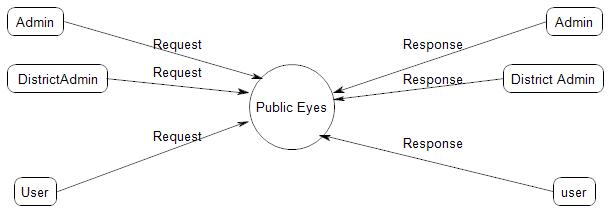 Admin
Admin
Request
Response
DistrictAdmin
Request
Response
District Admin
Public Eyes
Request
Response
User
user